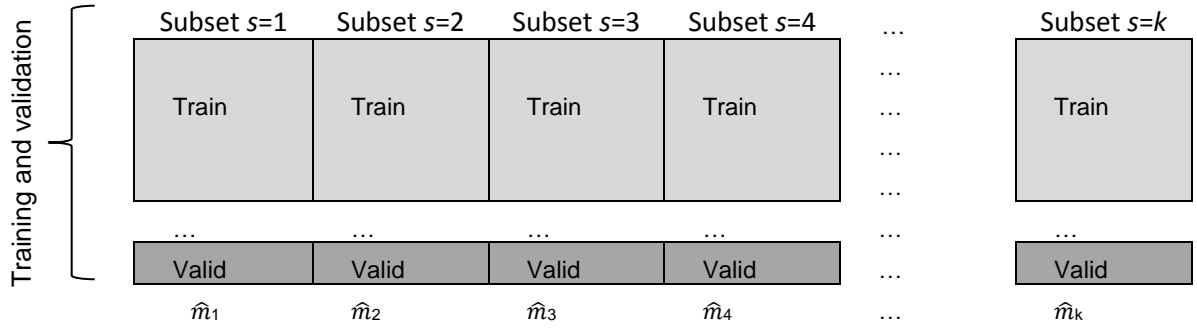 Training and validation
Subset s=1 Subset s=2 Subset s=3 Subset s=4 … Subset s=k
…
Train Train Train Train … Train
…
…
… … … … … …
Valid Valid Valid Valid … Valid
m̂1 m̂2 m̂3 m̂4 … m̂k